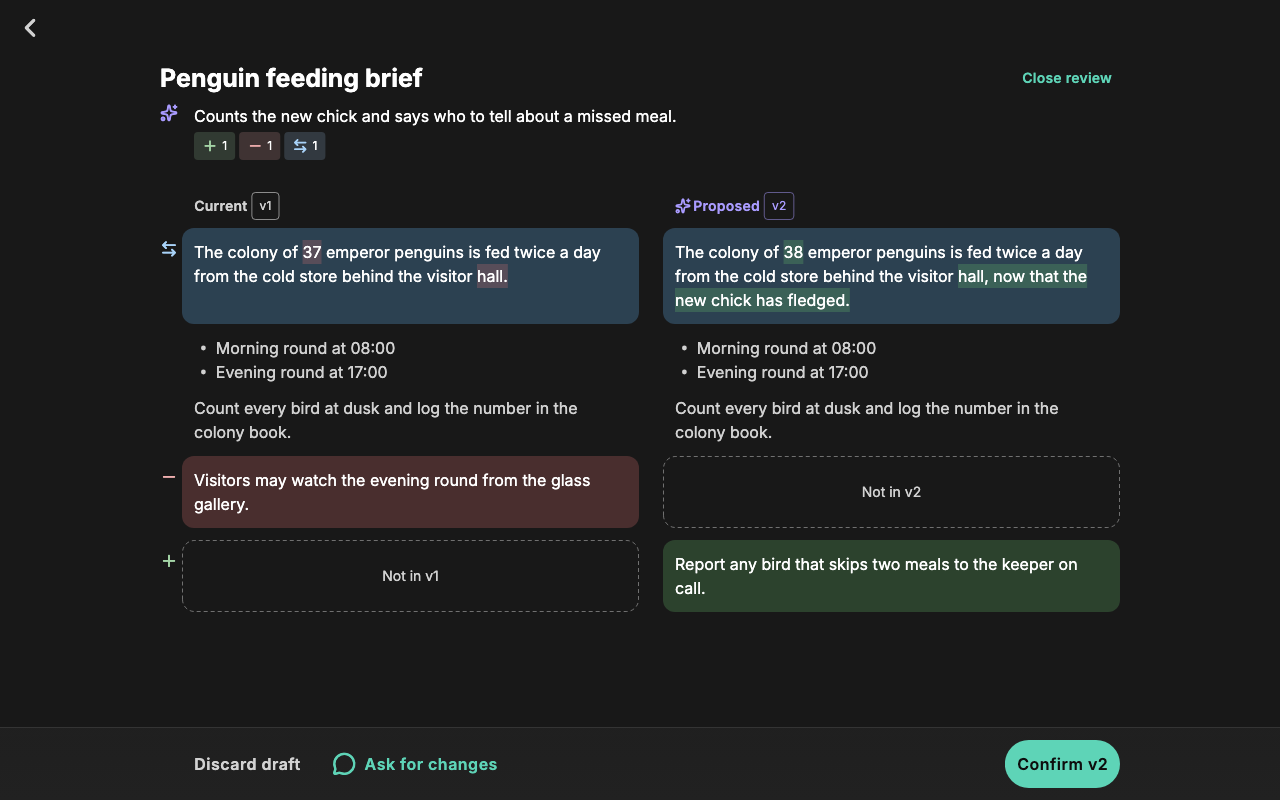 Penguin feeding brief
Close review
Counts the new chick and says who to tell about a missed meal.
+ 1 − 1 1
Current v1
Proposed v2
The colony of 37 emperor penguins is fed twice a day
from the cold store behind the visitor hall.
The colony of 38 emperor penguins is fed twice a day
from the cold store behind the visitor hall, now that the
new chick has fledged.
• Morning round at 08:00
• Evening round at 17:00
• Morning round at 08:00
• Evening round at 17:00
Count every bird at dusk and log the number in the
colony book.
Count every bird at dusk and log the number in the
colony book.
Visitors may watch the evening round from the glass
gallery.
Not in v2
Not in v1
Report any bird that skips two meals to the keeper on
call.
Discard draft
Ask for changes
Confirm v2